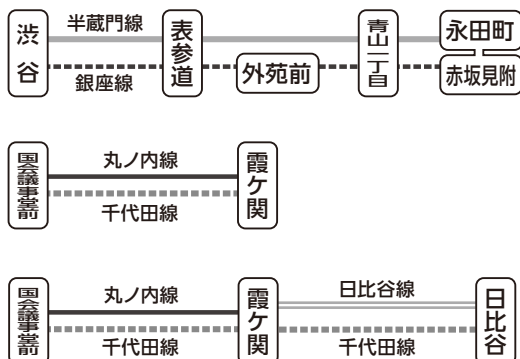 渋谷
半蔵門線
銀座線
表参道
外苑前
青山一丁目
永田町
赤坂見附
国会議事堂前
丸ノ内線
千代田線
霞ケ関
国会議事堂前
丸ノ内線
千代田線
霞ケ関
日比谷線
千代田線
日比谷